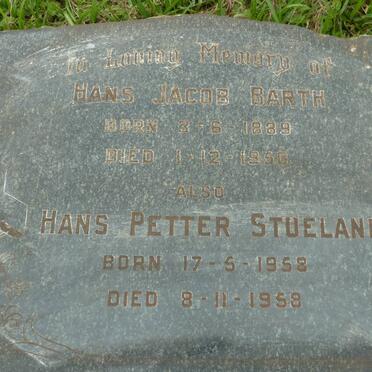 In Loving Memory of
HANS JACOB BARTH
BORN 3-6-1889
DIED 1-12-1950
ALSO
HANS PETTER STUELAND
BORN 17-5-1958
DIED 8-11-1958